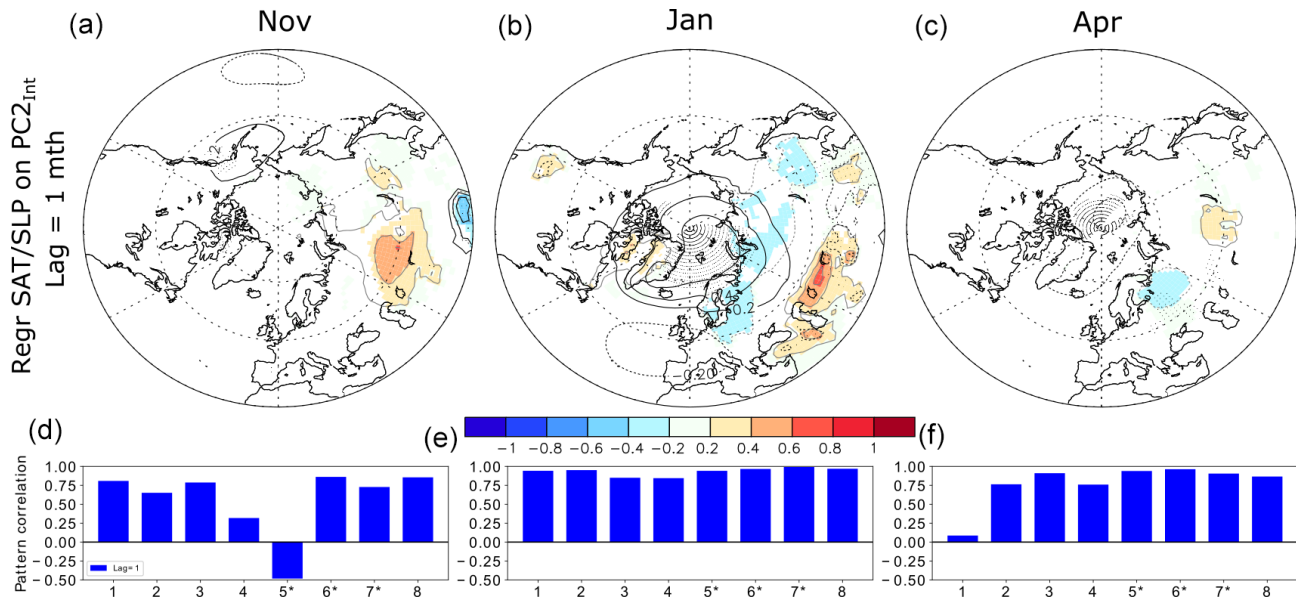 (a) Nov (b) Jan (c) Apr
Regr SAT/SLP on PC2Int
Lag = 1 mth
−0.2
−0.20
(d) (e) (f)
−1 −0.8 −0.6 −0.4 −0.2 0.2 0.4 0.6 0.8 1
Pattern correlation
1.00 1.00 1.00
0.75 0.75 0.75
0.50 0.50 0.50
0.25 0.25 0.25
0.00 0.00 0.00
−0.25 −0.25 −0.25
−0.50 −0.50 −0.50
Lag= 1
1 2 3 4 5* 6* 7* 8 1 2 3 4 5* 6* 7* 8 1 2 3 4 5* 6* 7* 8